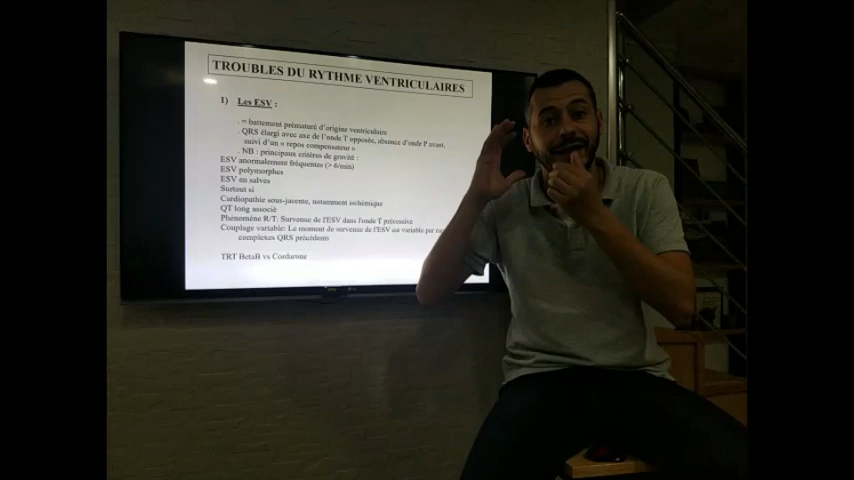 TROUBLES DU RYTHME VENTRICULAIRES
1) Les ESV :
. = battement prématuré d'origine ventriculaire
. QRS élargi avec axe de l'onde T opposée, absence d'onde P avant,
suivi d'un « repos compensateur »
. NB : principaux critères de gravité :
ESV anormalement fréquentes (> 6/min)
ESV polymorphes
ESV en salves
Surtout si
Cardiopathie sous-jacente, notamment ischémique
QT long associé
Phénomène R/T: Survenue de l'ESV dans l'onde T précessive
Couplage variable: Le moment de survenue de l'ESV est variable par
complexes QRS précédents
TRT BetaB vs Cordarone